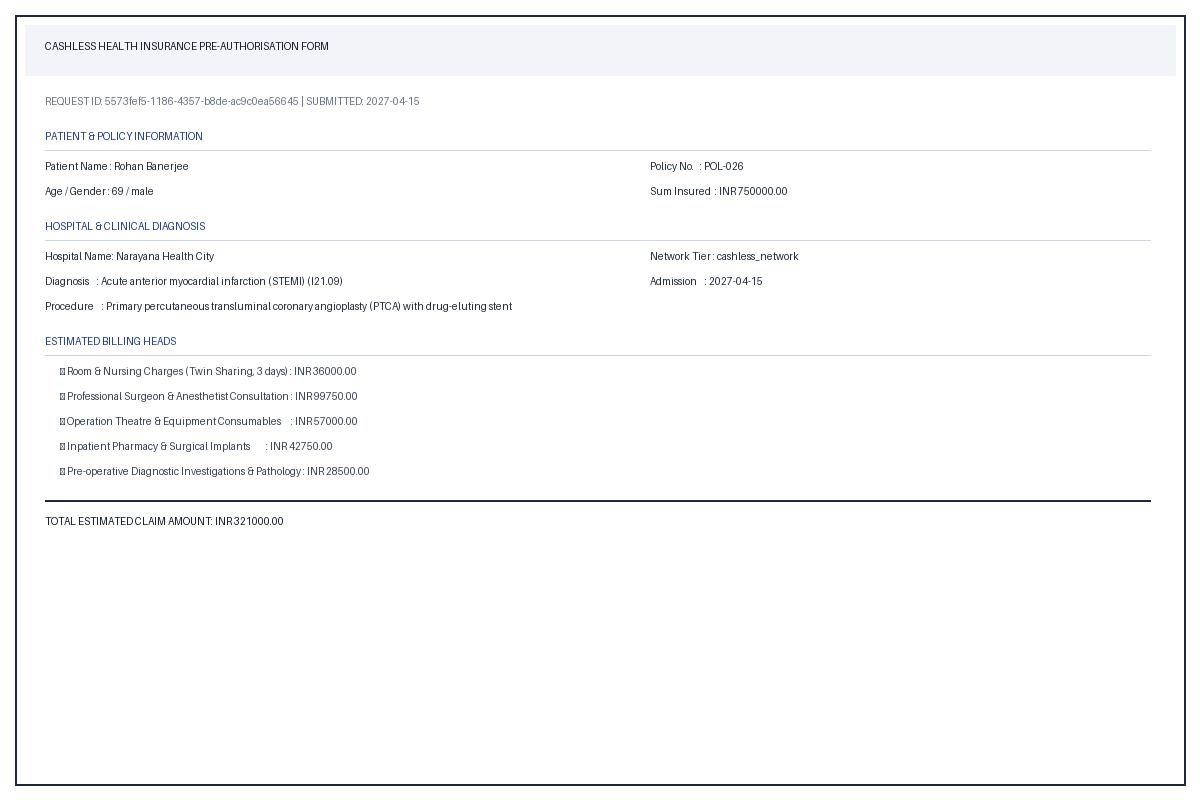 CASHLESS HEALTH INSURANCE PRE-AUTHORISATION FORM
REQUEST ID: 5573fef5-1186-4357-b8de-ac9c0ea56645 | SUBMITTED: 2027-04-15
PATIENT & POLICY INFORMATION
Patient Name : Rohan Banerjee Policy No. : POL-026
Age / Gender : 69 / male Sum Insured : INR 750000.00
HOSPITAL & CLINICAL DIAGNOSIS
Hospital Name: Narayana Health City Network Tier : cashless_network
Diagnosis : Acute anterior myocardial infarction (STEMI) (I21.09) Admission : 2027-04-15
Procedure : Primary percutaneous transluminal coronary angioplasty (PTCA) with drug-eluting stent
ESTIMATED BILLING HEADS
Room & Nursing Charges (Twin Sharing, 3 days) : INR 36000.00
Professional Surgeon & Anesthetist Consultation : INR 99750.00
Operation Theatre & Equipment Consumables : INR 57000.00
Inpatient Pharmacy & Surgical Implants : INR 42750.00
Pre-operative Diagnostic Investigations & Pathology : INR 28500.00
TOTAL ESTIMATED CLAIM AMOUNT: INR 321000.00